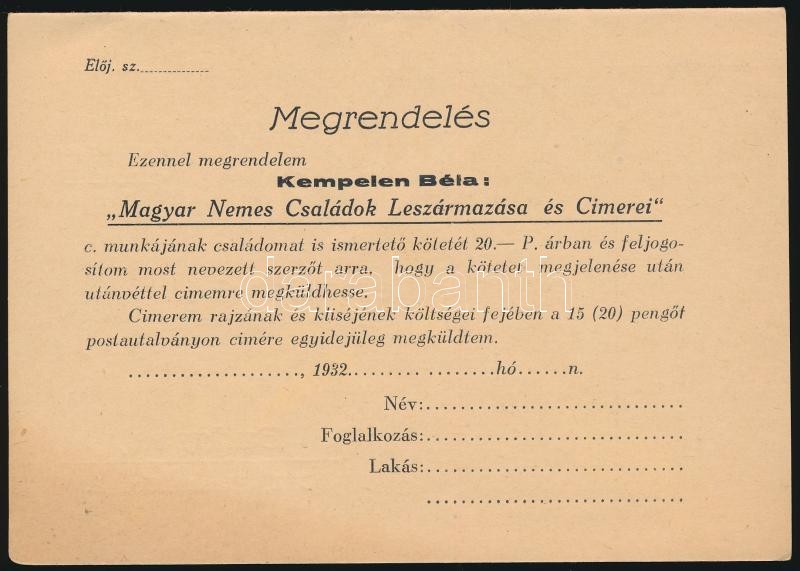 Előj. sz...............
Megrendelés
Ezennel megrendelem
Kempelen Béla:
„Magyar Nemes Családok Leszármazása és Cimerei“
c. munkájának családomat is ismertető kötetét 20.— P. árban és feljogo-
sítom most nevezett szerzőt arra, hogy a kötetet megjelenése után
utánvéttel cimemre megküldhesse.
Cimerem rajzának és kliséjének költségei fejében a 15 (20) pengőt
postautalványon cimére egyidejüleg megküldtem.
...................., 1932........ ........hó......n.
Név:..............................
Foglalkozás:..............................
Lakás:..............................
..............................
darabanth